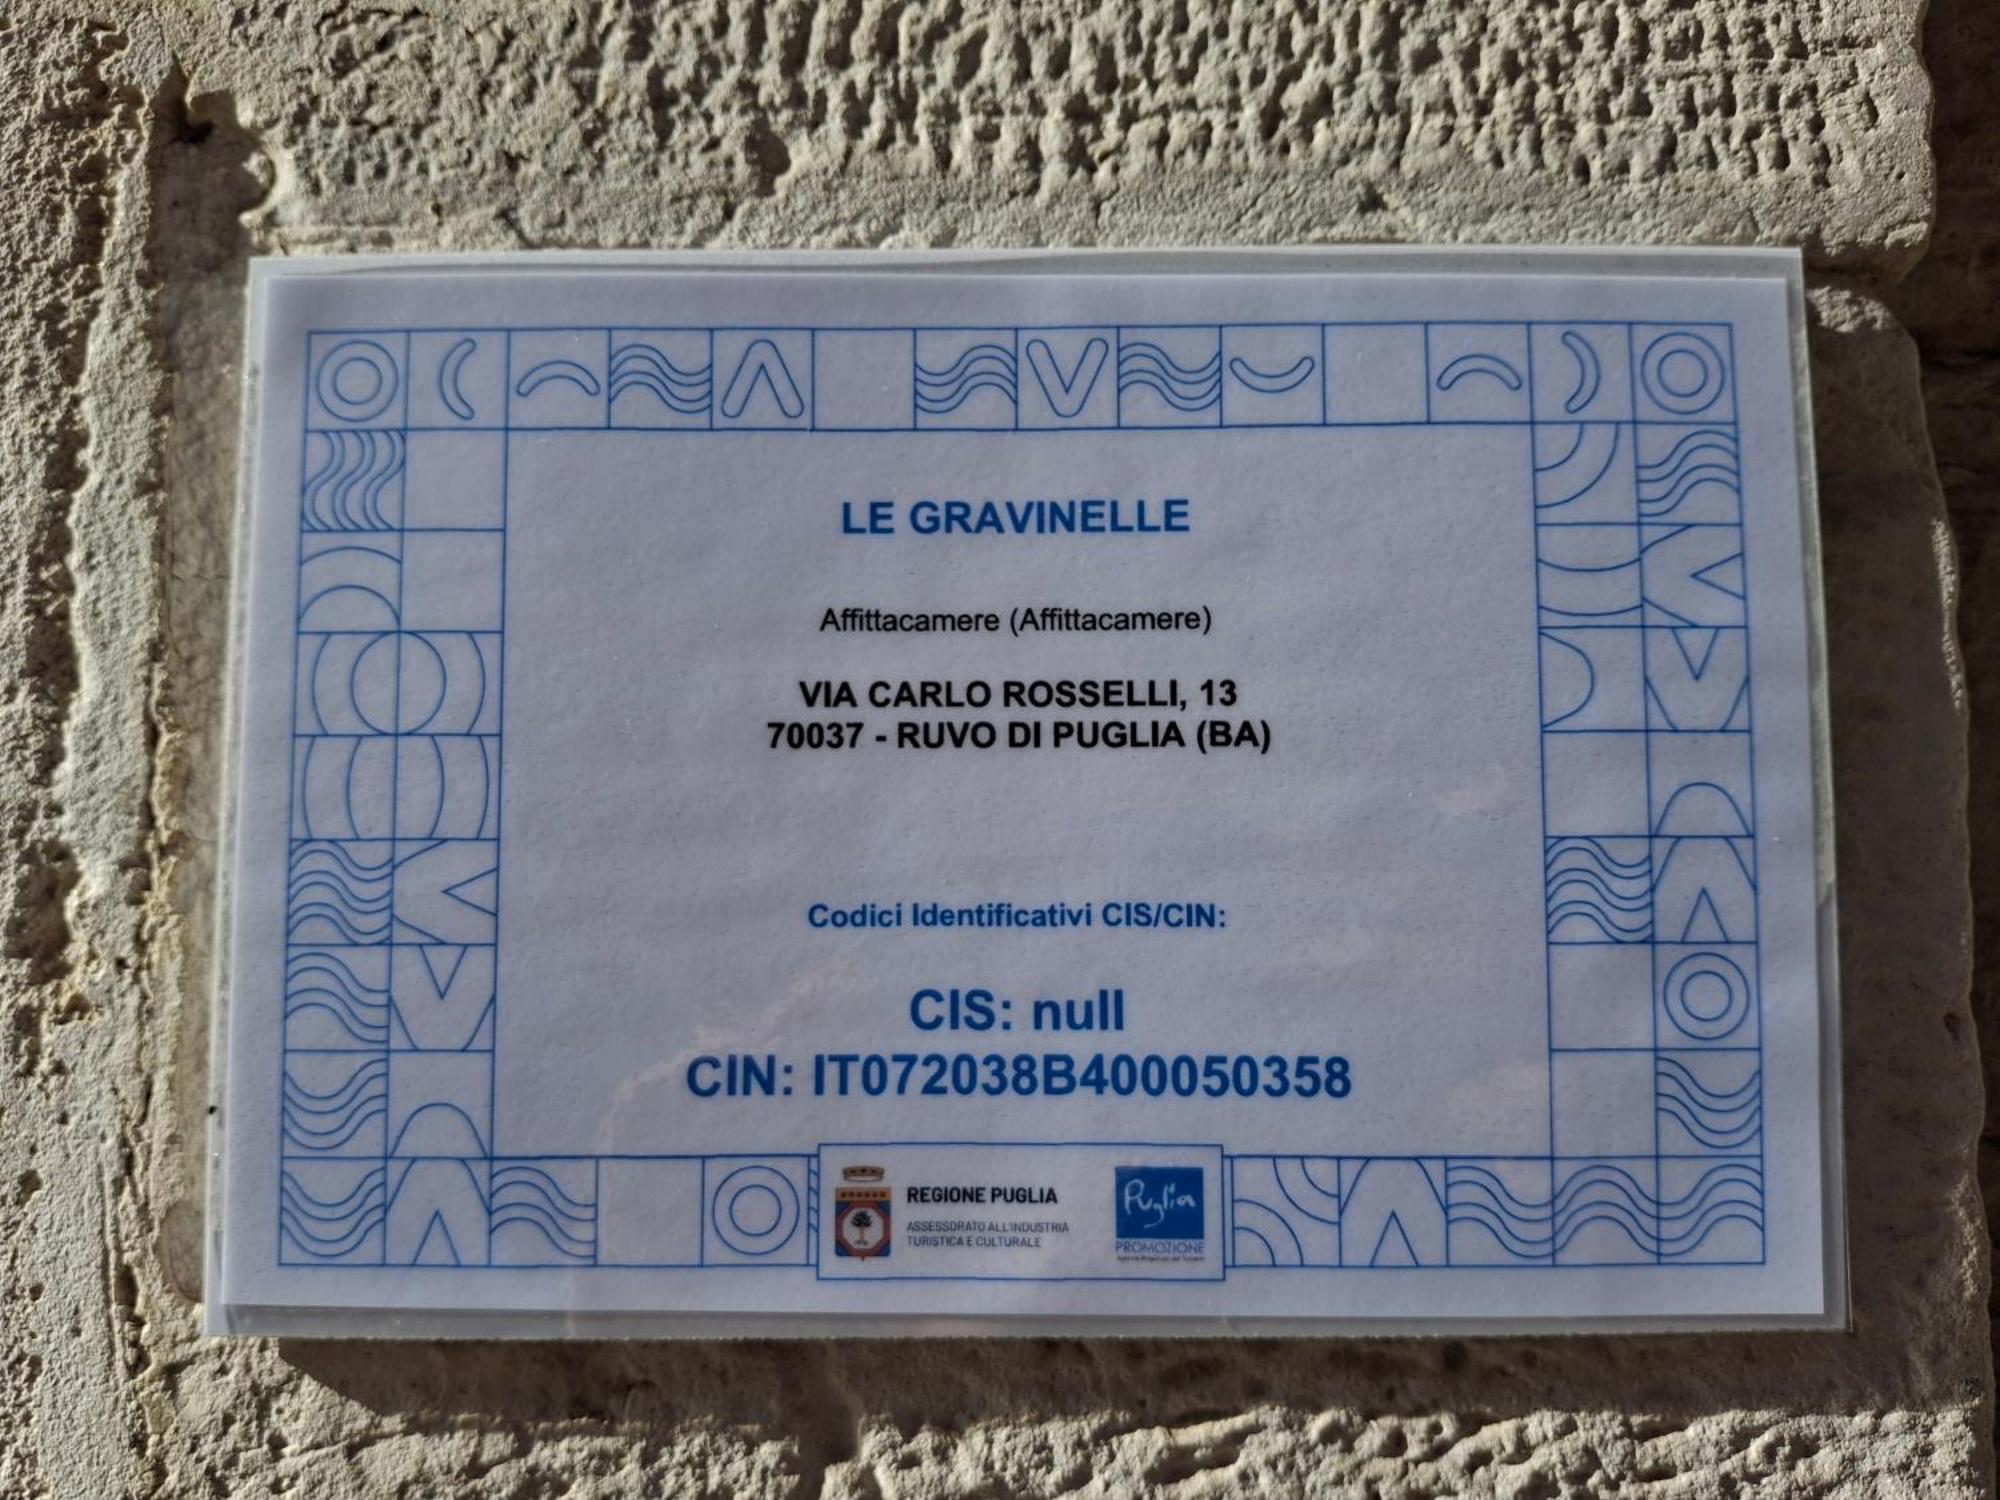 LE GRAVINELLE
Affittacamere (Affittacamere)
VIA CARLO ROSSELLI, 13
70037 - RUVO DI PUGLIA (BA)
Codici Identificativi CIS/CIN:
CIS: null
CIN: IT072038B400050358
REGIONE PUGLIA
ASSESSORATO ALL'INDUSTRIA
TURISTICA E CULTURALE
Puglia
PROMOZIONE